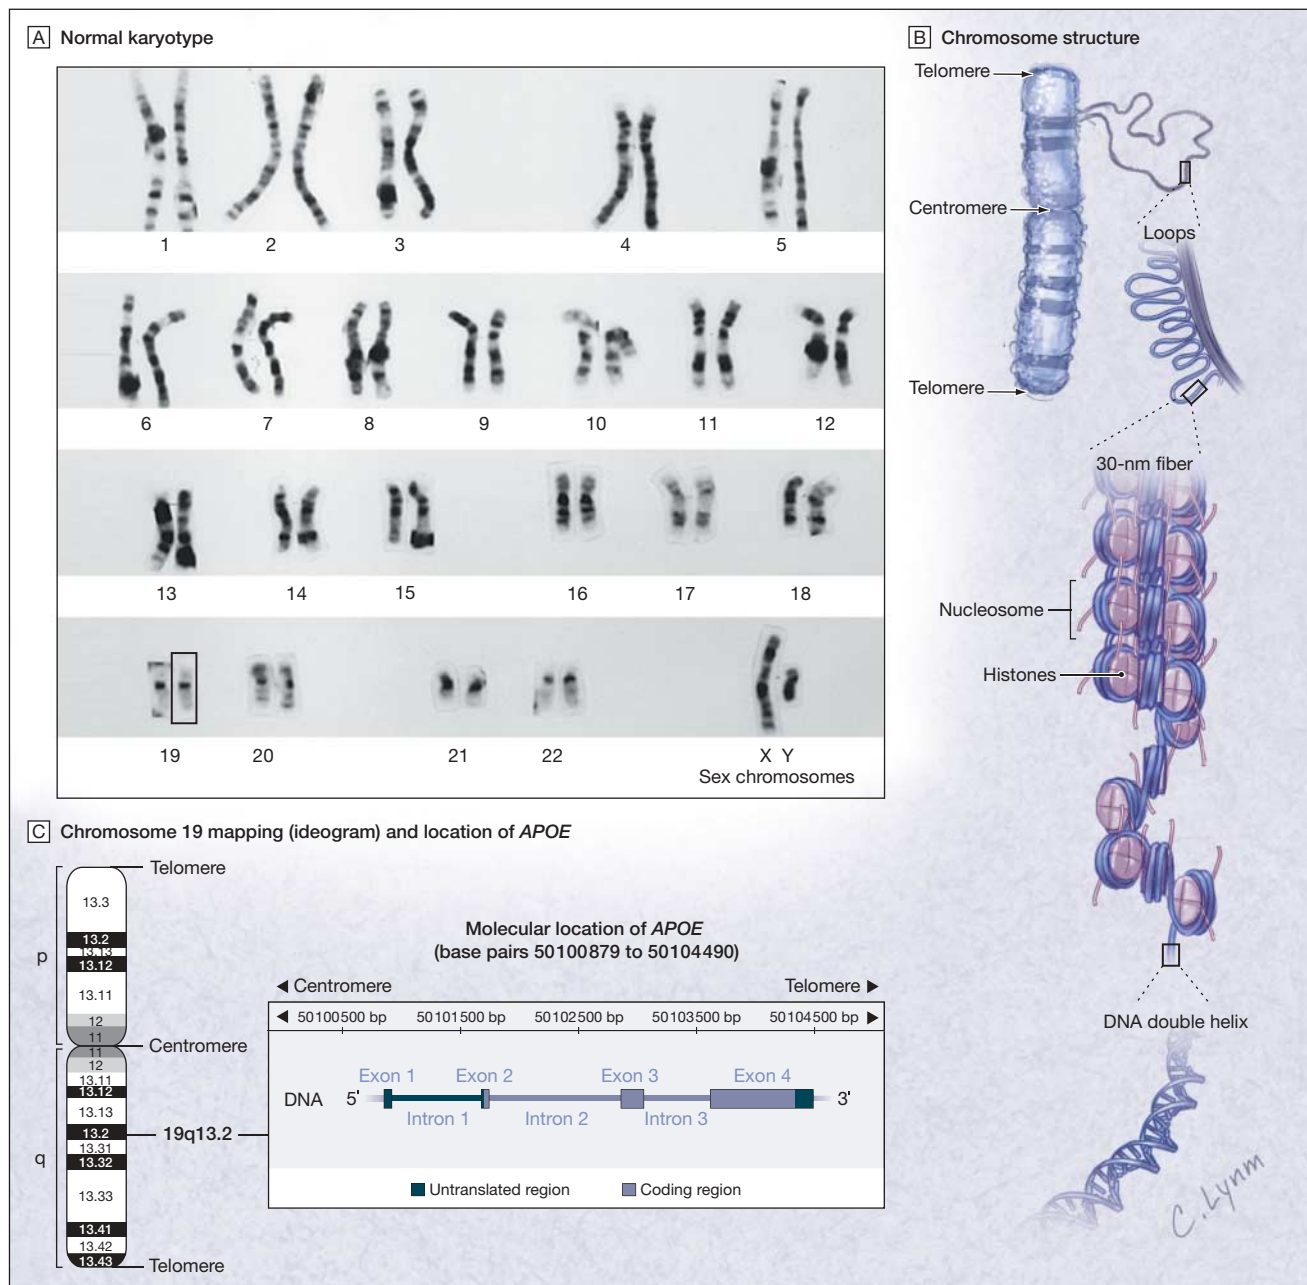 A Normal karyotype
1 2 3 4 5
6 7 8 9 10 11 12
13 14 15 16 17 18
19 20 21 22 X Y
Sex chromosomes
B Chromosome structure
Telomere
Centromere
Loops
Telomere
30-nm fiber
Nucleosome
Histones
DNA double helix
C. Lynm
C Chromosome 19 mapping (ideogram) and location of APOE
Telomere
p
13.3
13.2
13.13
13.12
13.11
12
11
Centromere
q
11
12
13.11
13.12
13.13
13.2
19q13.2
13.31
13.32
13.33
13.41
13.42
13.43
Telomere
Molecular location of APOE
(base pairs 50100879 to 50104490)
◀ Centromere Telomere ▶
◀ 50100500 bp 50101500 bp 50102500 bp 50103500 bp 50104500 bp ▶
Exon 1 Exon 2 Exon 3 Exon 4
DNA 5' 3'
Intron 1 Intron 2 Intron 3
Untranslated region Coding region